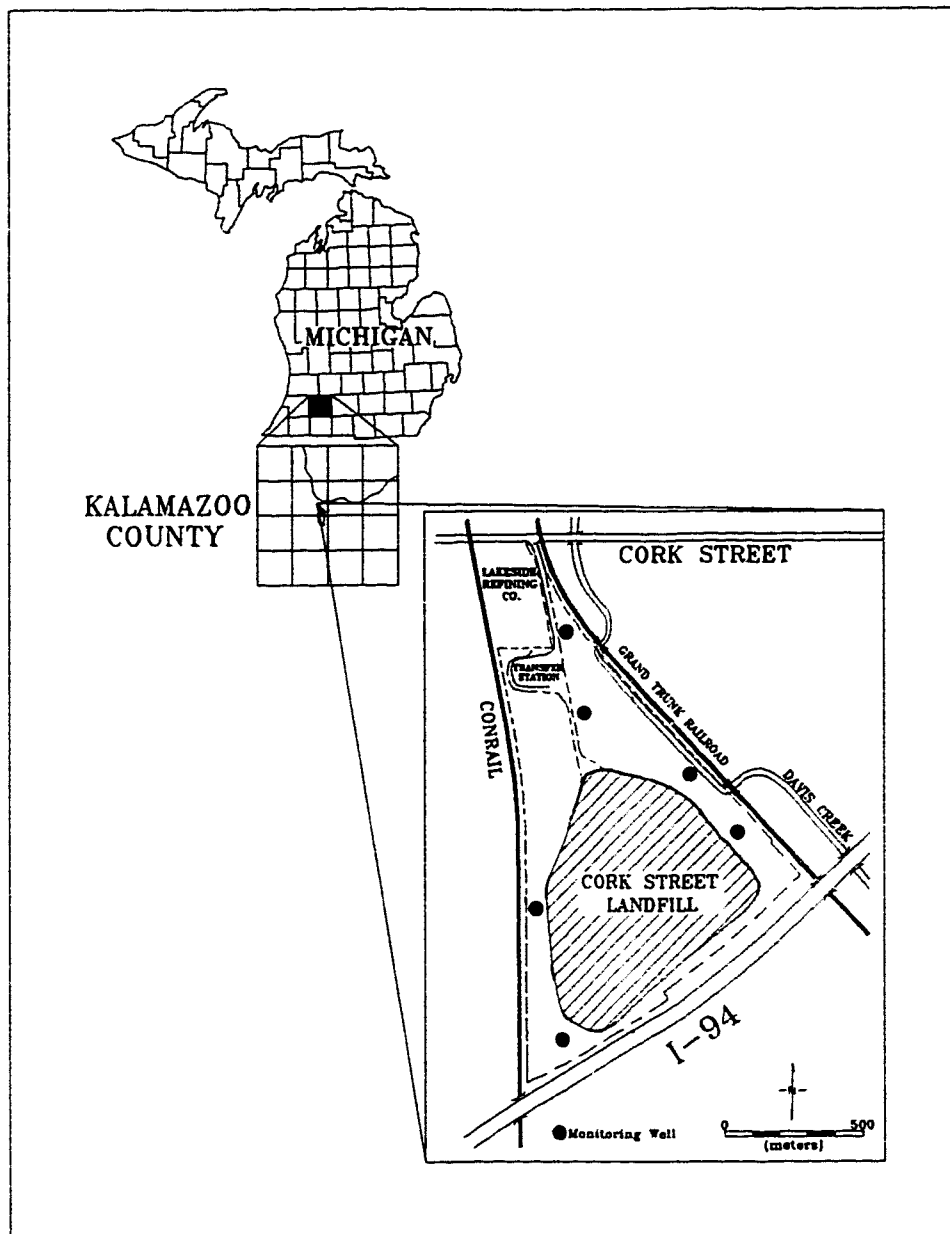 MICHIGAN
KALAMAZOO
COUNTY
CORK STREET
LAKESIDE
REFINING
CO.
TRANSFER
STATION
GRAND TRUNK RAILROAD
CONRAIL
DAVIS CREEK
CORK STREET
LANDFILL
I-94
N
Monitoring Well
0 500
(meters)